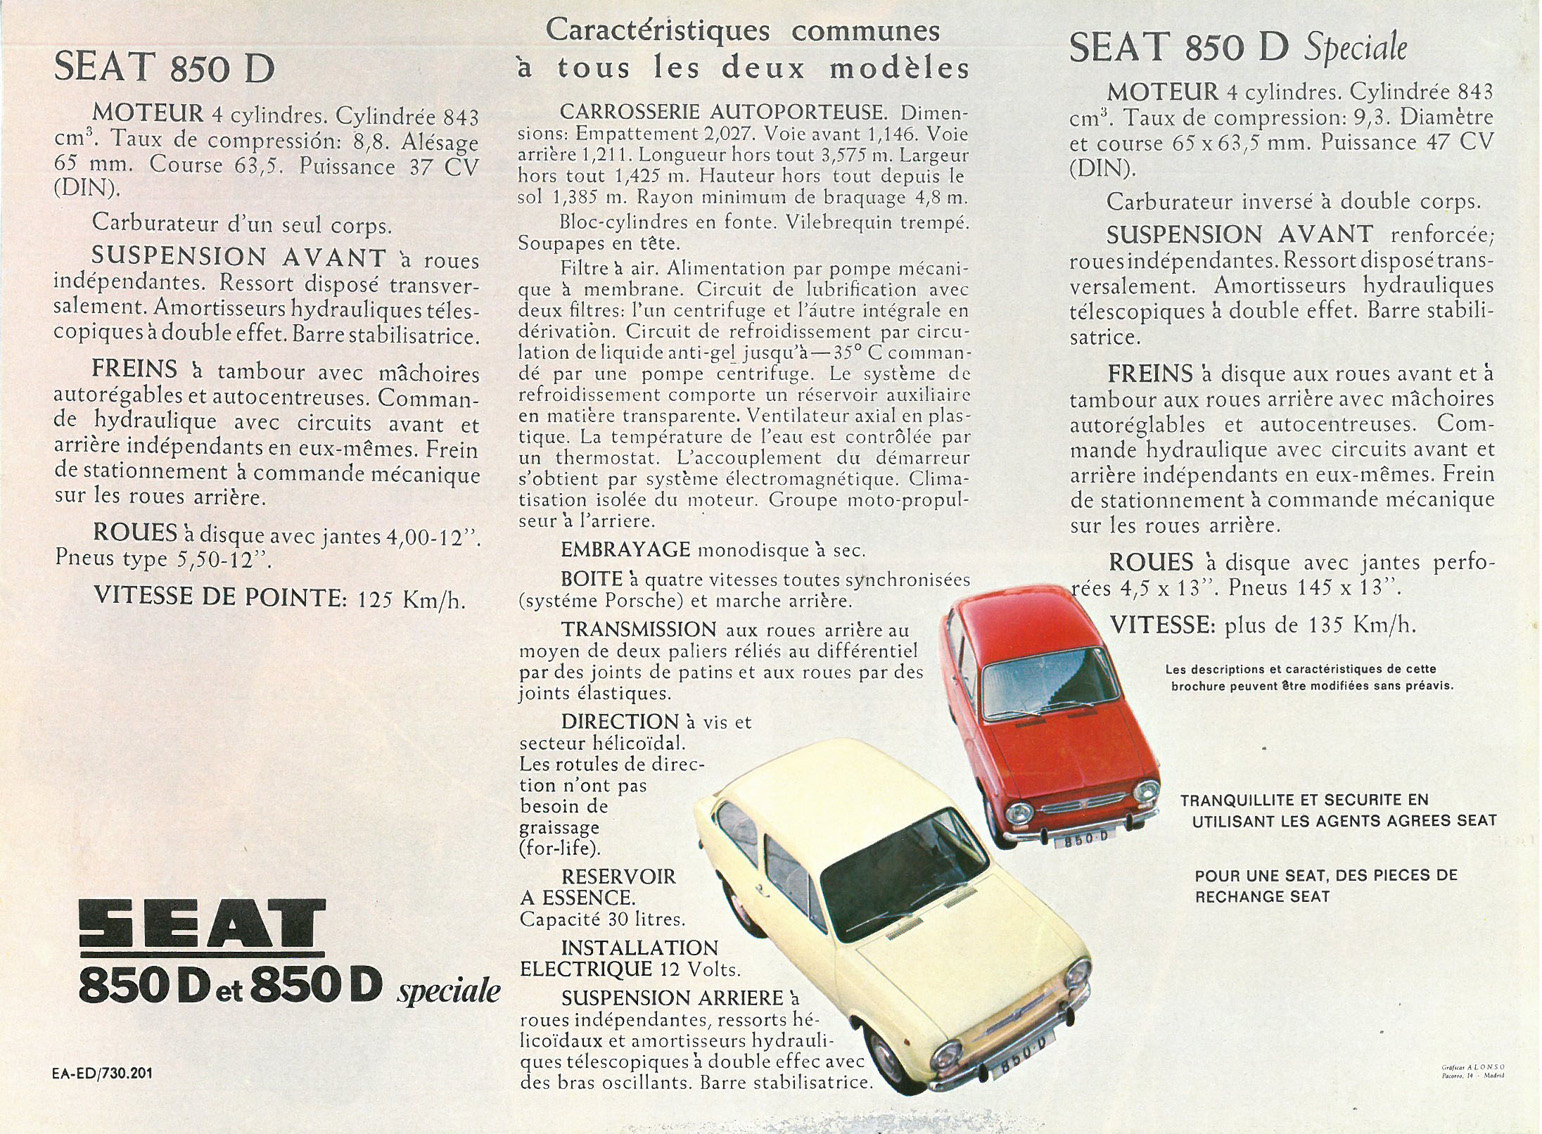 SEAT 850 D
MOTEUR 4 cylindres. Cylindrée 843
cm³. Taux de compressión: 8,8. Alésage
65 mm. Course 63,5. Puissance 37 CV
(DIN).
Carburateur d'un seul corps.
SUSPENSION AVANT à roues
indépendantes. Ressort disposé transver-
salement. Amortisseurs hydrauliques téles-
copiques à double effet. Barre stabilisatrice.
FREINS à tambour avec mâchoires
autorégables et autocentreuses. Comman-
de hydraulique avec circuits avant et
arrière indépendants en eux-mêmes. Frein
de stationnement à commande mécanique
sur les roues arrière.
ROUES à disque avec jantes 4,00-12”.
Pneus type 5,50-12”.
VITESSE DE POINTE: 125 Km/h.
SEAT
850 D et 850 D speciale
EA-ED/730.201
Caractéristiques communes
à tous les deux modèles
CARROSSERIE AUTOPORTEUSE. Dimen-
sions: Empattement 2,027. Voie avant 1,146. Voie
arrière 1,211. Longueur hors tout 3,575 m. Largeur
hors tout 1,425 m. Hauteur hors tout depuis le
sol 1,385 m. Rayon minimum de braquage 4,8 m.
Bloc-cylindres en fonte. Vilebrequin trempé.
Soupapes en tête.
Filtre à air. Alimentation par pompe mécani-
que à membrane. Circuit de lubrification avec
deux filtres: l'un centrifuge et l'áutre intégrale en
dérivatiòn. Circuit de refroidissement par circu-
lation de liquide anti-gel jusqu'à—35° C comman-
dé par une pompe centrifuge. Le système de
refroidissement comporte un réservoir auxiliaire
en matière transparente. Ventilateur axial en plas-
tique. La température de l'eau est contrôlée par
un thermostat. L'accouplement du démarreur
s'obtient par système électromagnétique. Clima-
tisation isolée du moteur. Groupe moto-propul-
seur à l'arriere.
EMBRAYAGE monodisque à sec.
BOITE à quatre vitesses toutes synchronisées
(systéme Porsche) et marche arrière.
TRANSMISSION aux roues arrière au
moyen de deux paliers réliés au différentiel
par des joints de patins et aux roues par des
joints élastiques.
DIRECTION à vis et
secteur hélicoïdal.
Les rotules de direc-
tion n'ont pas
besoin de
graissage
(for-life).
RESERVOIR
A ESSENCE.
Capacité 30 litres.
INSTALLATION
ELECTRIQUE 12 Volts.
SUSPENSION ARRIERE à
roues indépendantes, ressorts hé-
licoïdaux et amortisseurs hydrauli-
ques télescopiques à double effec avec
des bras oscillants. Barre stabilisatrice.
850·D
850·D
SEAT 850 D Speciale
MOTEUR 4 cylindres. Cylindrée 843
cm³. Taux de compression: 9,3. Diamètre
et course 65 x 63,5 mm. Puissance 47 CV
(DIN).
Carburateur inversé à double corps.
SUSPENSION AVANT renforcée;
roues indépendantes. Ressort disposé trans-
versalement. Amortisseurs hydrauliques
télescopiques à double effet. Barre stabili-
satrice.
FREINS à disque aux roues avant et à
tambour aux roues arrière avec mâchoires
autoréglables et autocentreuses. Com-
mande hydraulique avec circuits avant et
arrière indépendants en eux-mêmes. Frein
de stationnement à commande mécanique
sur les roues arrière.
ROUES à disque avec jantes perfo-
rées 4,5 x 13”. Pneus 145 x 13”.
VITESSE: plus de 135 Km/h.
Les descriptions et caractéristiques de cette
brochure peuvent être modifiées sans préavis.
TRANQUILLITE ET SECURITE EN
UTILISANT LES AGENTS AGREES SEAT
POUR UNE SEAT, DES PIECES DE
RECHANGE SEAT
Gráficas ALONSO
14 - Madrid